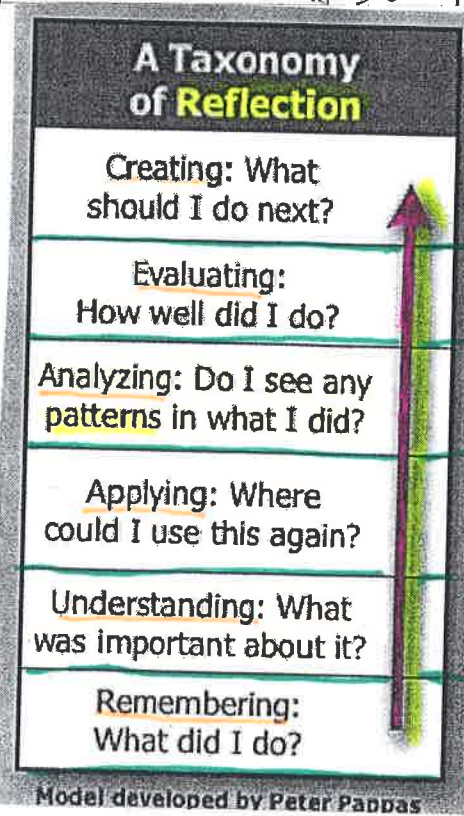 A Taxonomy
of Reflection
Creating: What
should I do next?
Evaluating:
How well did I do?
Analyzing: Do I see any
patterns in what I did?
Applying: Where
could I use this again?
Understanding: What
was important about it?
Remembering:
What did I do?
Model developed by Peter Pappas